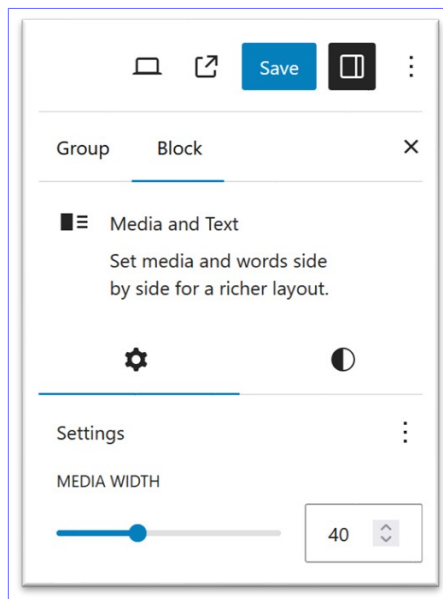 Save
Group Block
Media and Text
Set media and words side
by side for a richer layout.
Settings
MEDIA WIDTH
40